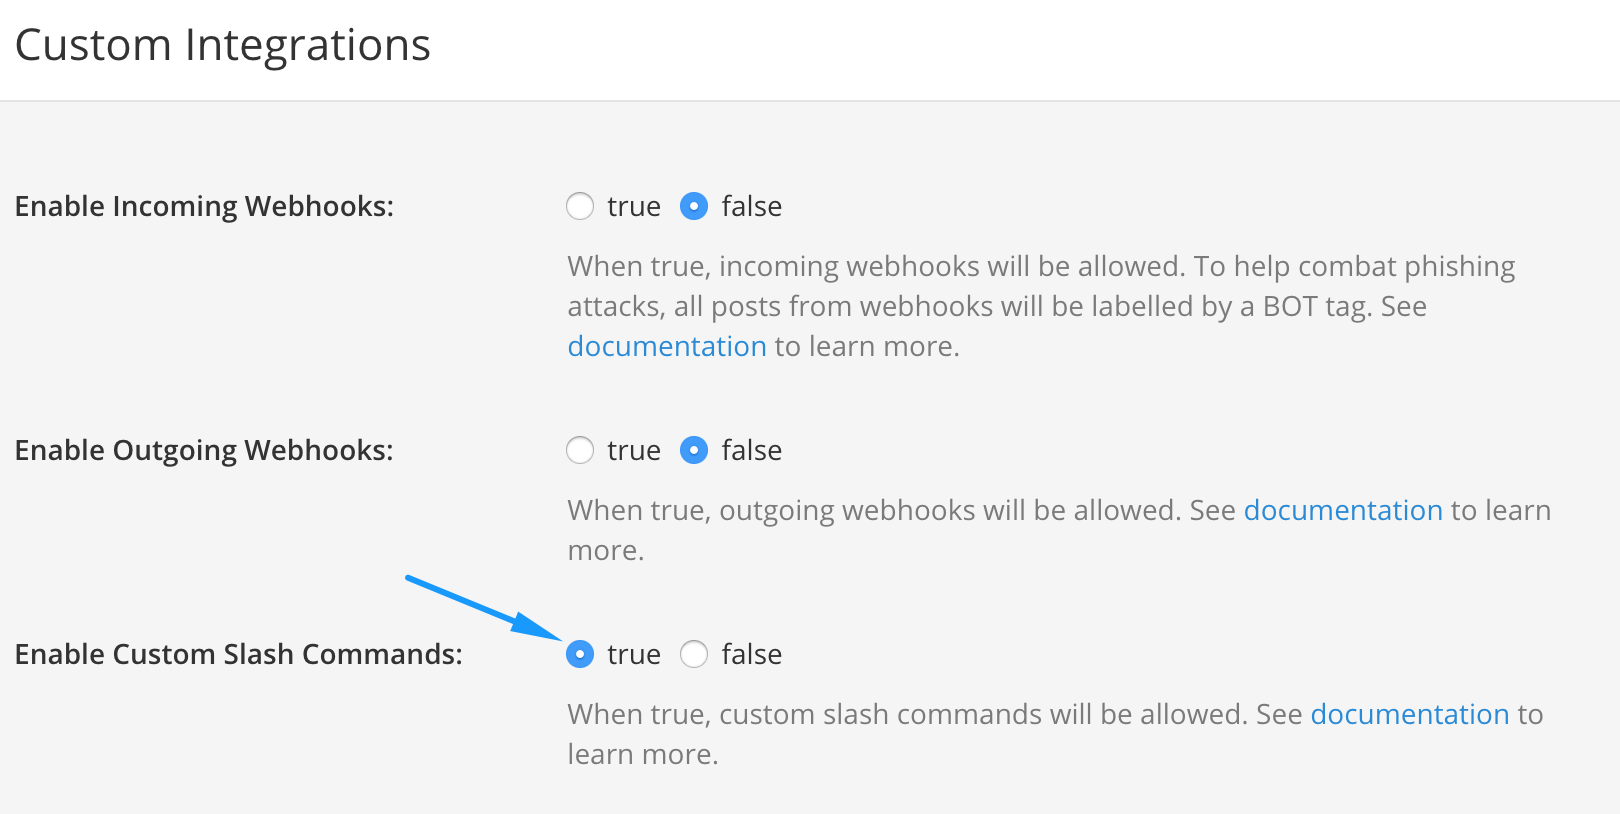 Custom Integrations
Enable Incoming Webhooks:
true false
When true, incoming webhooks will be allowed. To help combat phishing
attacks, all posts from webhooks will be labelled by a BOT tag. See
documentation to learn more.
Enable Outgoing Webhooks:
true false
When true, outgoing webhooks will be allowed. See documentation to learn
more.
Enable Custom Slash Commands:
true false
When true, custom slash commands will be allowed. See documentation to
learn more.